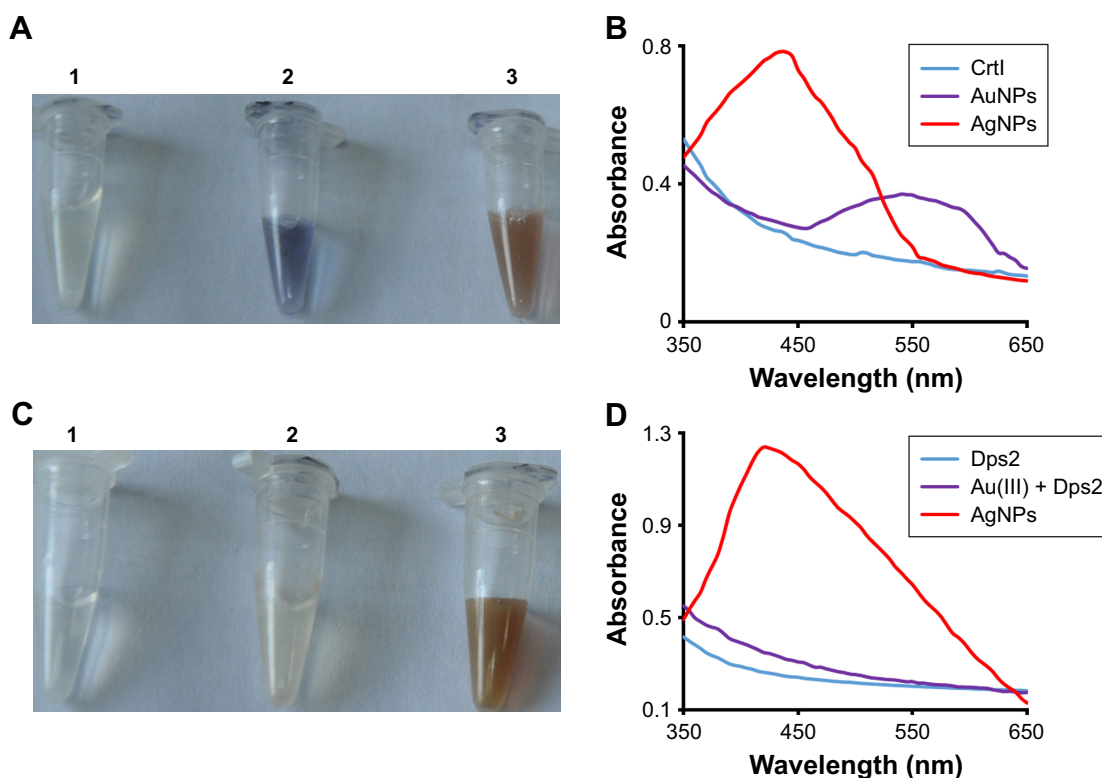 A
1 2 3
B
0.8
0.4
0
Absorbance
350 450 550 650
Wavelength (nm)
CrtI
AuNPs
AgNPs
C
1 2 3
D
1.3
0.9
0.5
0.1
Absorbance
350 450 550 650
Wavelength (nm)
Dps2
Au(III) + Dps2
AgNPs